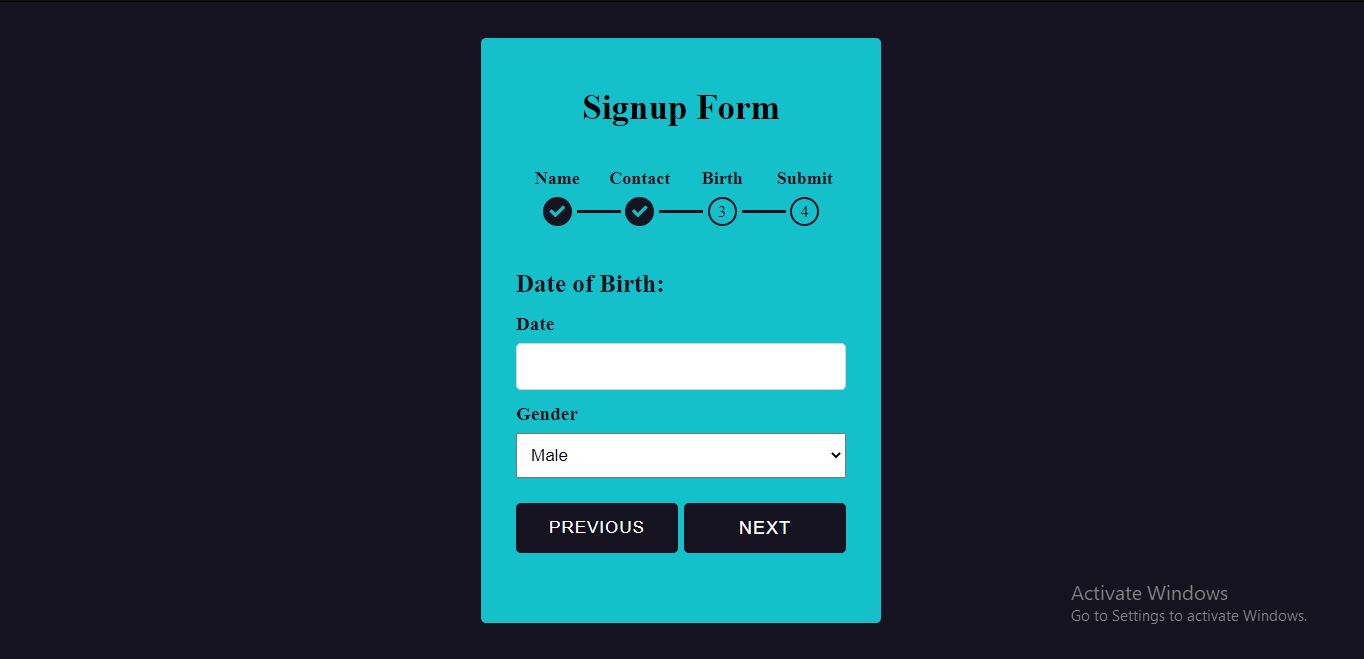 Signup Form
Name Contact Birth Submit
3 4
Date of Birth:
Date
Gender
Male
PREVIOUS NEXT
Activate Windows
Go to Settings to activate Windows.